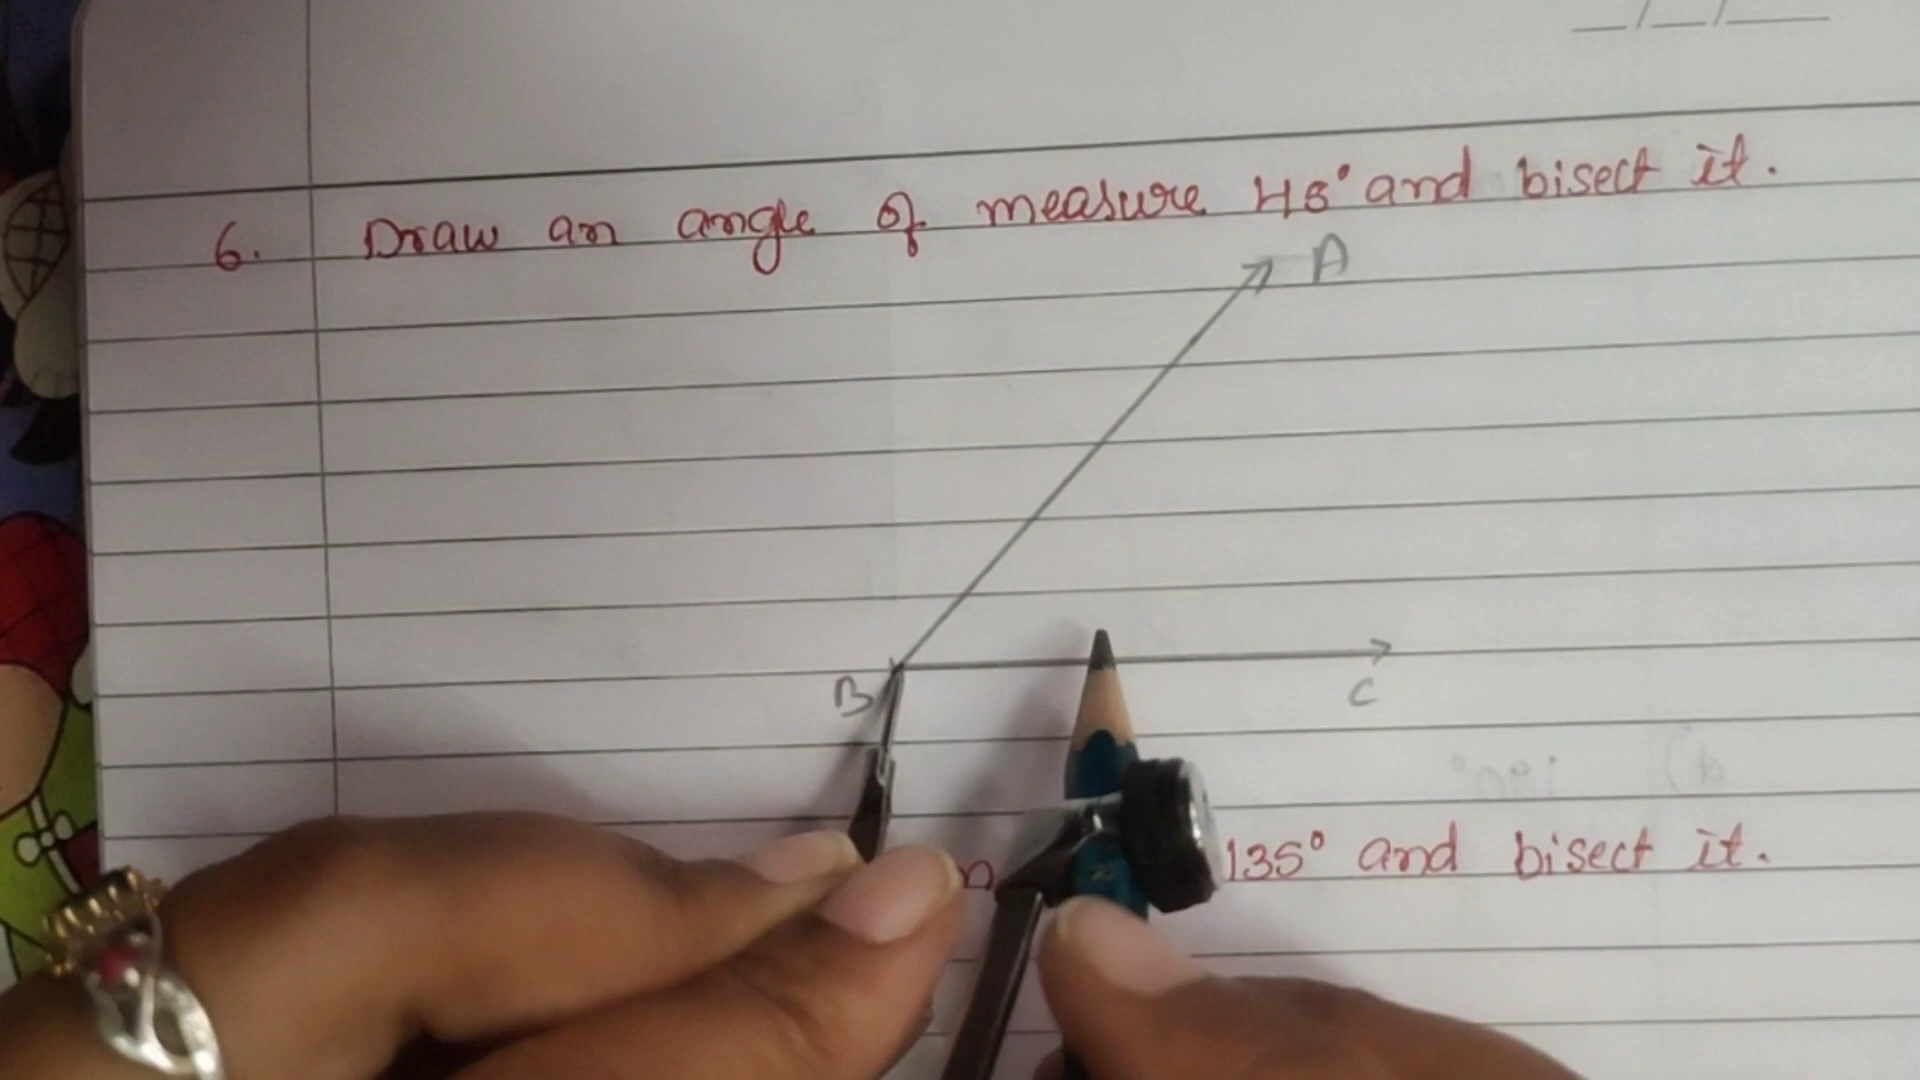 6. Draw an angle of measure 45° and bisect it.
A
B
C
135° and bisect it.